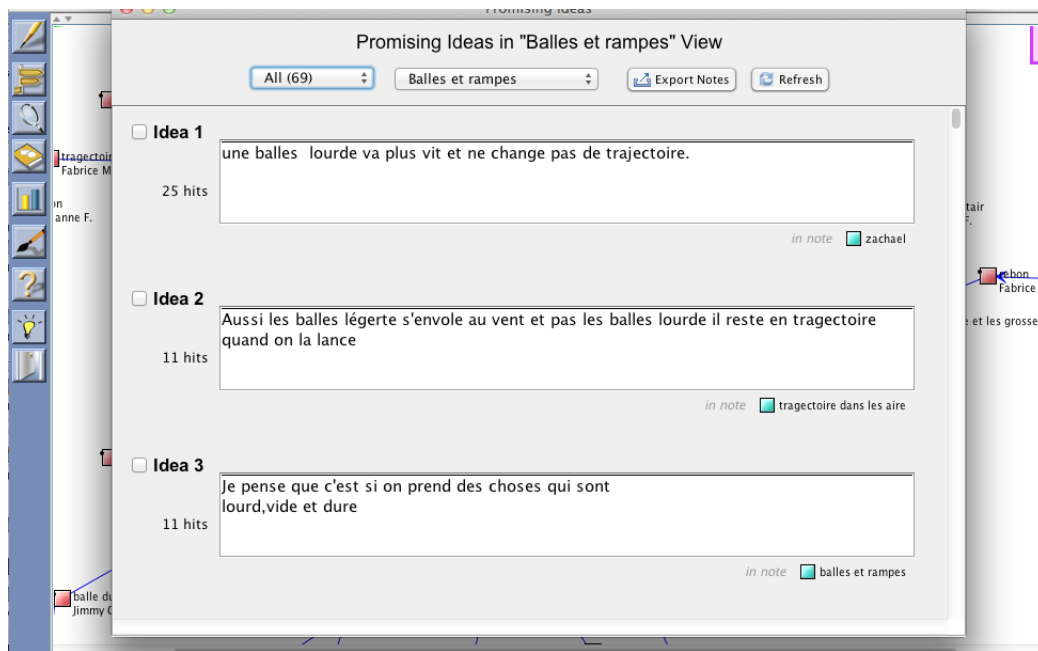 Promising Ideas
Promising Ideas in "Balles et rampes" View
All (69)
Balles et rampes
Export Notes
Refresh
Idea 1
une balles  lourde va plus vit et ne change pas de trajectoire.
25 hits
in note
zachael
Idea 2
Aussi les balles légerte s'envole au vent et pas les balles lourde il reste en tragectoire
quand on la lance
11 hits
in note
tragectoire dans les aire
Idea 3
Je pense que c'est si on prend des choses qui sont
lourd,vide et dure
11 hits
in note
balles et rampes
tragectoir
Fabrice M
on
anne F.
balle du
Jimmy C
tair
F.
rebon
Fabrice
e et les grosse